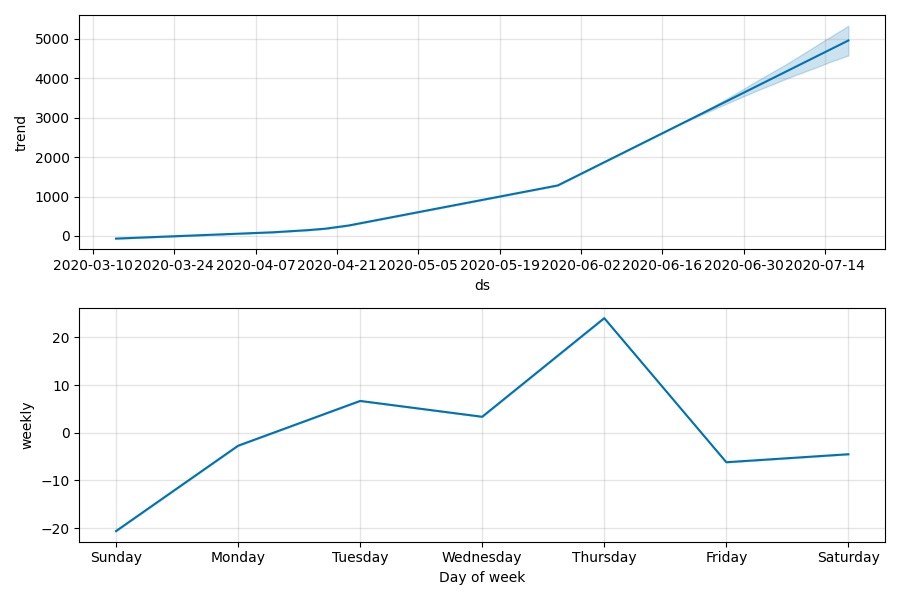 5000
4000
3000
2000
1000
0
trend
2020-03-10 2020-03-24 2020-04-07 2020-04-21 2020-05-05 2020-05-19 2020-06-02 2020-06-16 2020-06-30 2020-07-14
ds
20
10
0
−10
−20
weekly
Sunday Monday Tuesday Wednesday Thursday Friday Saturday
Day of week